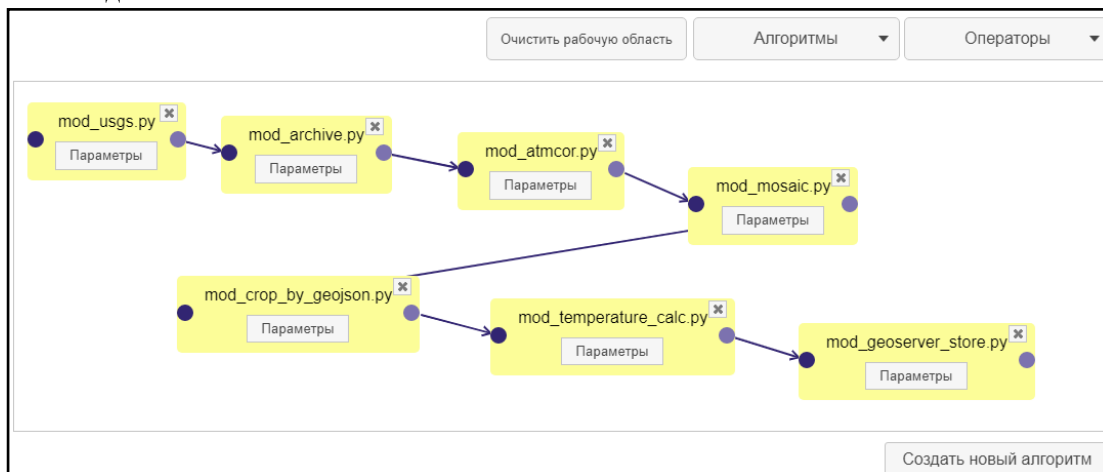 Очистить рабочую область
Алгоритмы
Операторы
mod_usgs.py
Параметры
mod_archive.py
Параметры
mod_atmcor.py
Параметры
mod_mosaic.py
Параметры
mod_crop_by_geojson.py
Параметры
mod_temperature_calc.py
Параметры
mod_geoserver_store.py
Параметры
Создать новый алгоритм